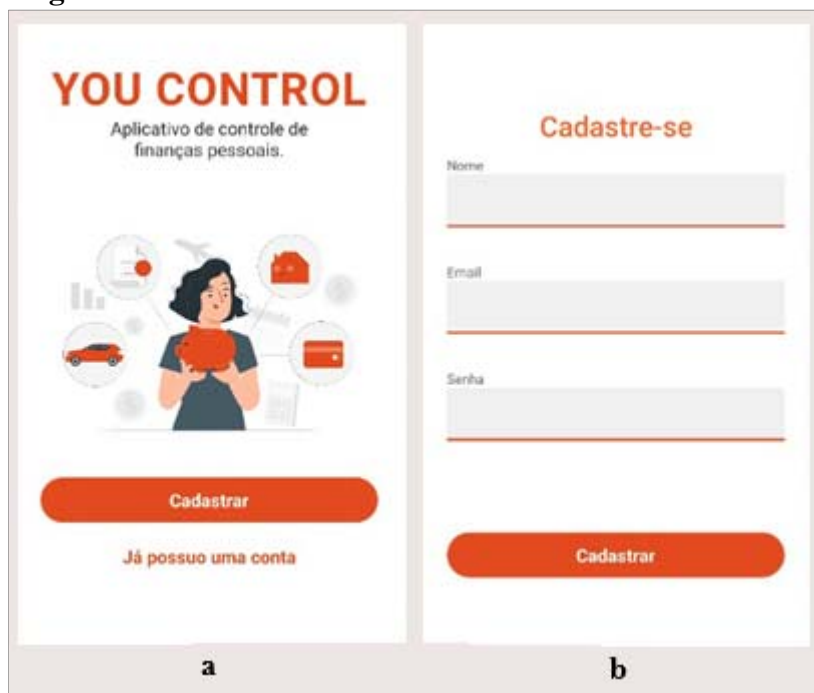 YOU CONTROL
Aplicativo de controle de
finanças pessoais.
Cadastrar
Já possuo uma conta
a
Cadastre-se
Nome
Email
Senha
Cadastrar
b